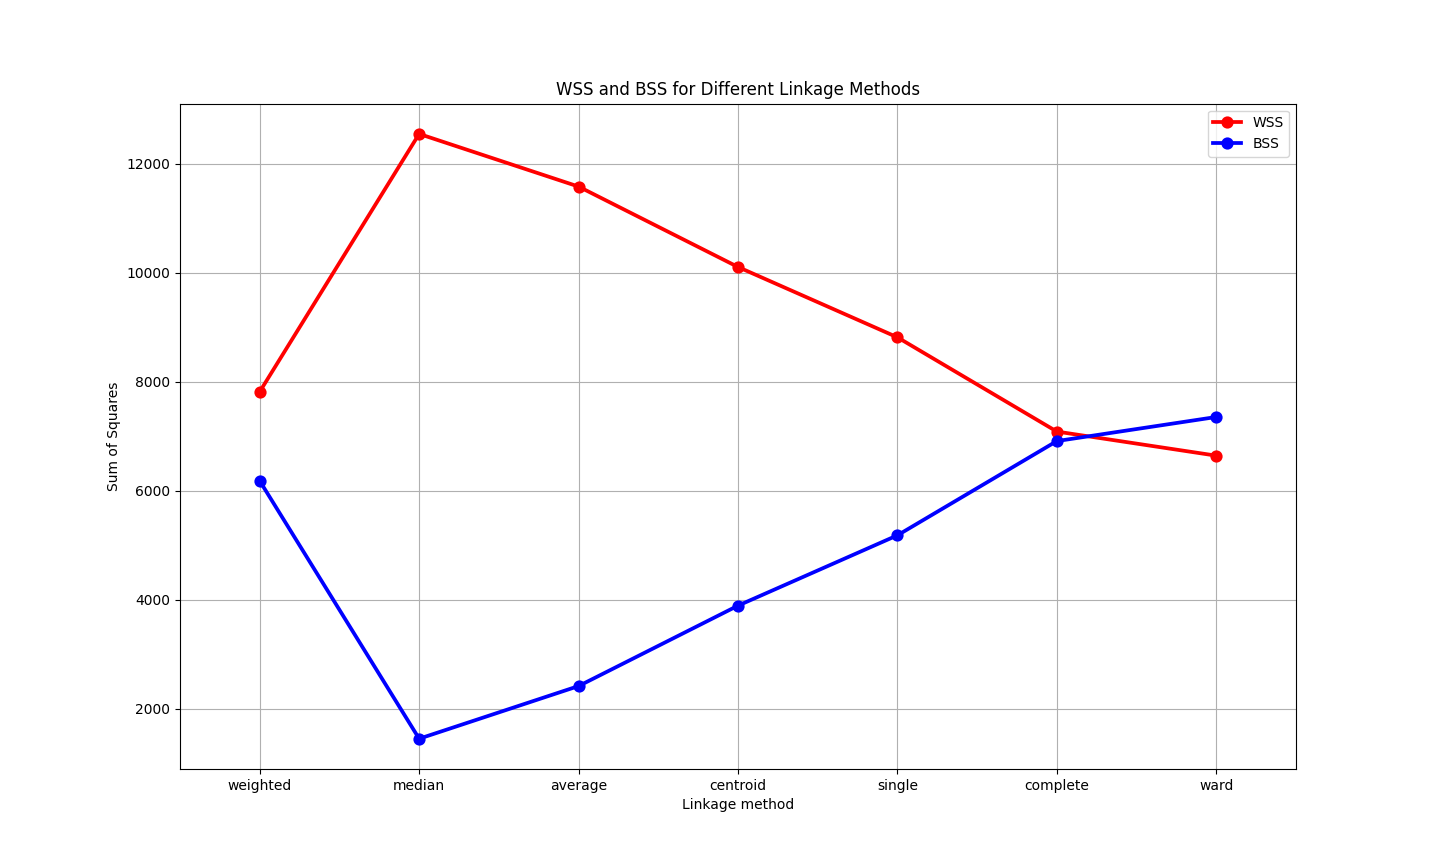 WSS and BSS for Different Linkage Methods
WSS
BSS
12000
10000
8000
6000
4000
2000
Sum of Squares
weighted median average centroid single complete ward
Linkage method